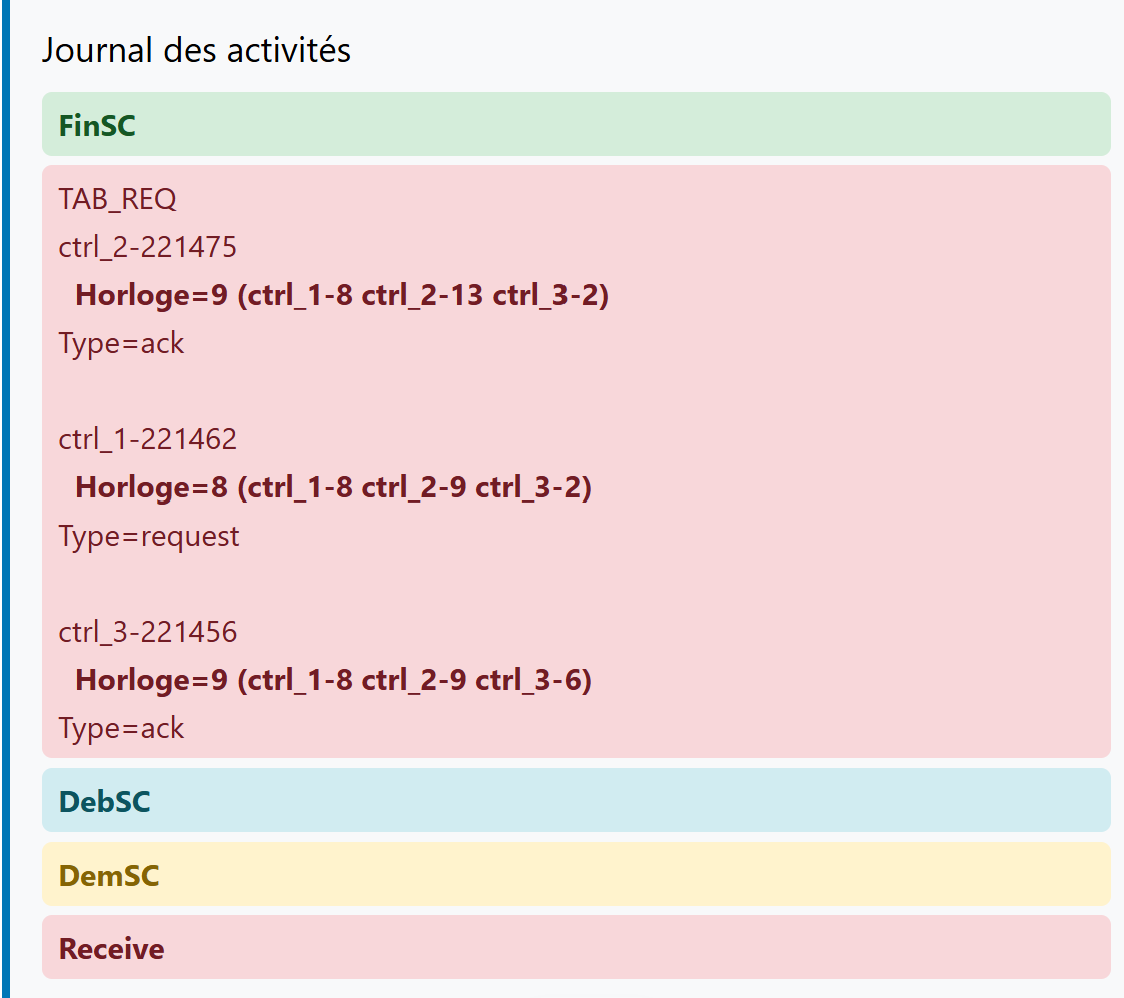 Journal des activités
FinSC
TAB_REQ
ctrl_2-221475
Horloge=9 (ctrl_1-8 ctrl_2-13 ctrl_3-2)
Type=ack
ctrl_1-221462
Horloge=8 (ctrl_1-8 ctrl_2-9 ctrl_3-2)
Type=request
ctrl_3-221456
Horloge=9 (ctrl_1-8 ctrl_2-9 ctrl_3-6)
Type=ack
DebSC
DemSC
Receive